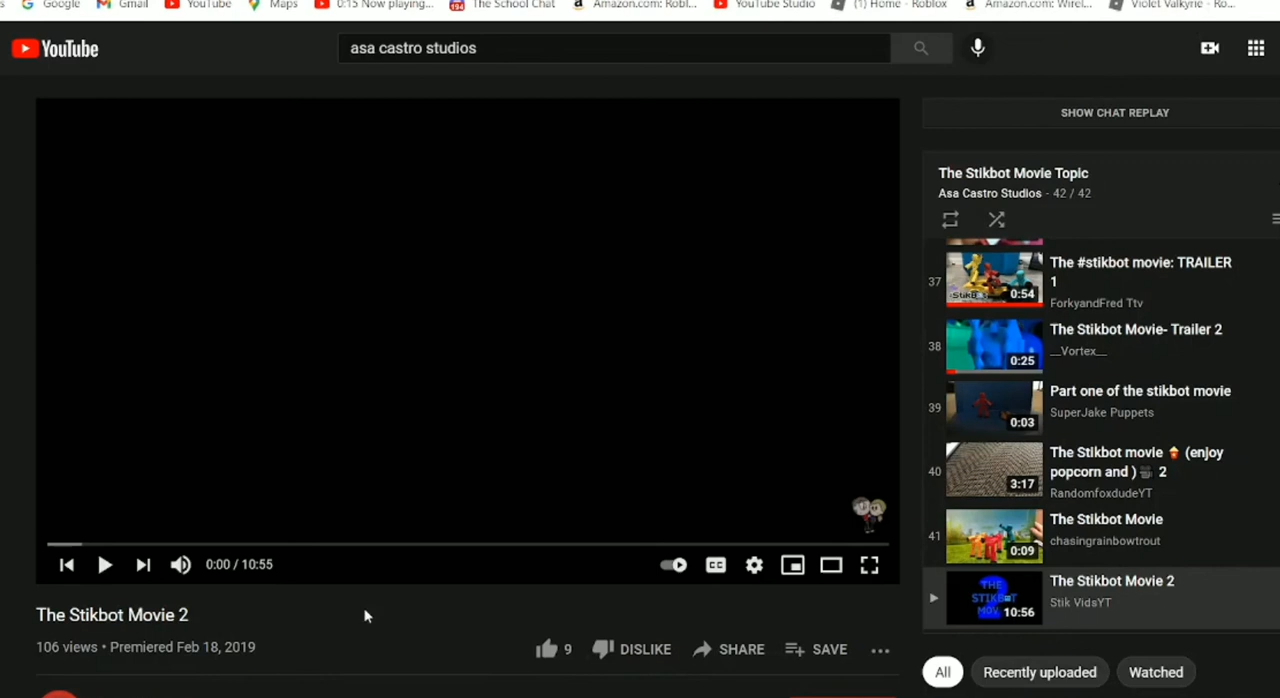 Google
Gmail
YouTube
Maps
0:15 Now playing...
194
The School Chat
Amazon.com: Robl...
YouTube Studio
(1) Home - Roblox
Amazon.com: Wirel...
Violet Valkyrie - Ro...
YouTube
asa castro studios
SHOW CHAT REPLAY
The Stikbot Movie Topic
Asa Castro Studios - 42 / 42
37
0:54
The #stikbot movie: TRAILER
1
ForkyandFred Ttv
38
0:25
The Stikbot Movie- Trailer 2
__Vortex__
39
0:03
Part one of the stikbot movie
SuperJake Puppets
40
3:17
The Stikbot movie 🍿 (enjoy
popcorn and ) 🎥 2
RandomfoxdudeYT
41
0:09
The Stikbot Movie
chasingrainbowtrout
THE
STIKBOT
MOV
2
10:56
The Stikbot Movie 2
Stik VidsYT
0:00 / 10:55
CC
The Stikbot Movie 2
106 views • Premiered Feb 18, 2019
9
DISLIKE
SHARE
SAVE
All
Recently uploaded
Watched